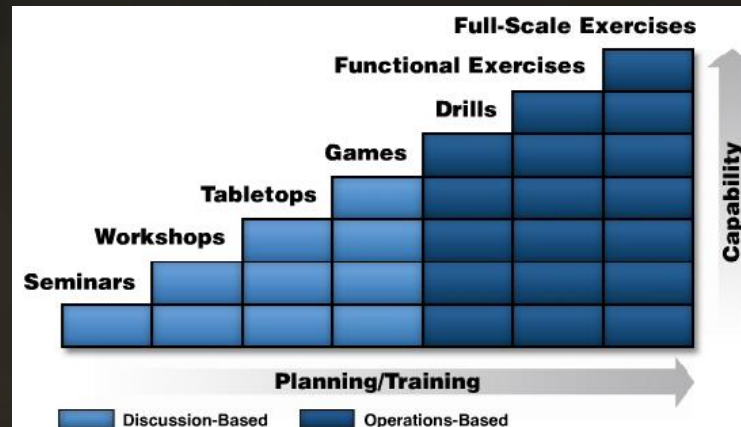 Full-Scale Exercises
Functional Exercises
Drills
Games
Tabletops
Workshops
Seminars
Capability
Planning/Training
Discussion-Based
Operations-Based